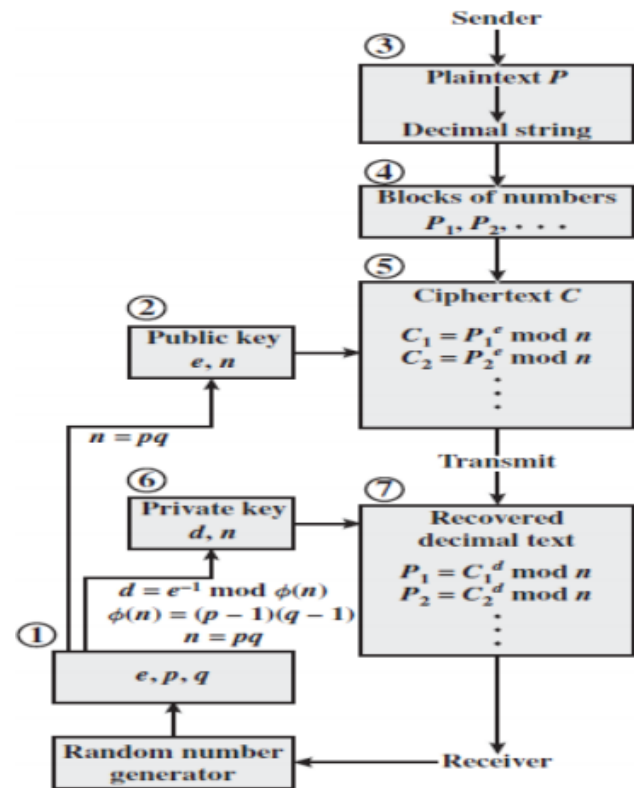 Sender
③
Plaintext P
Decimal string
④
Blocks of numbers
P₁, P₂, . . .
⑤
Ciphertext C
C₁ = P₁ᵉ mod n
C₂ = P₂ᵉ mod n
⋮
②
Public key
e, n
n = pq
Transmit
⑥
Private key
d, n
d = e⁻¹ mod ϕ(n)
ϕ(n) = (p − 1)(q − 1)
n = pq
⑦
Recovered
decimal text
P₁ = C₁ᵈ mod n
P₂ = C₂ᵈ mod n
⋮
①
e, p, q
Random number
generator
Receiver